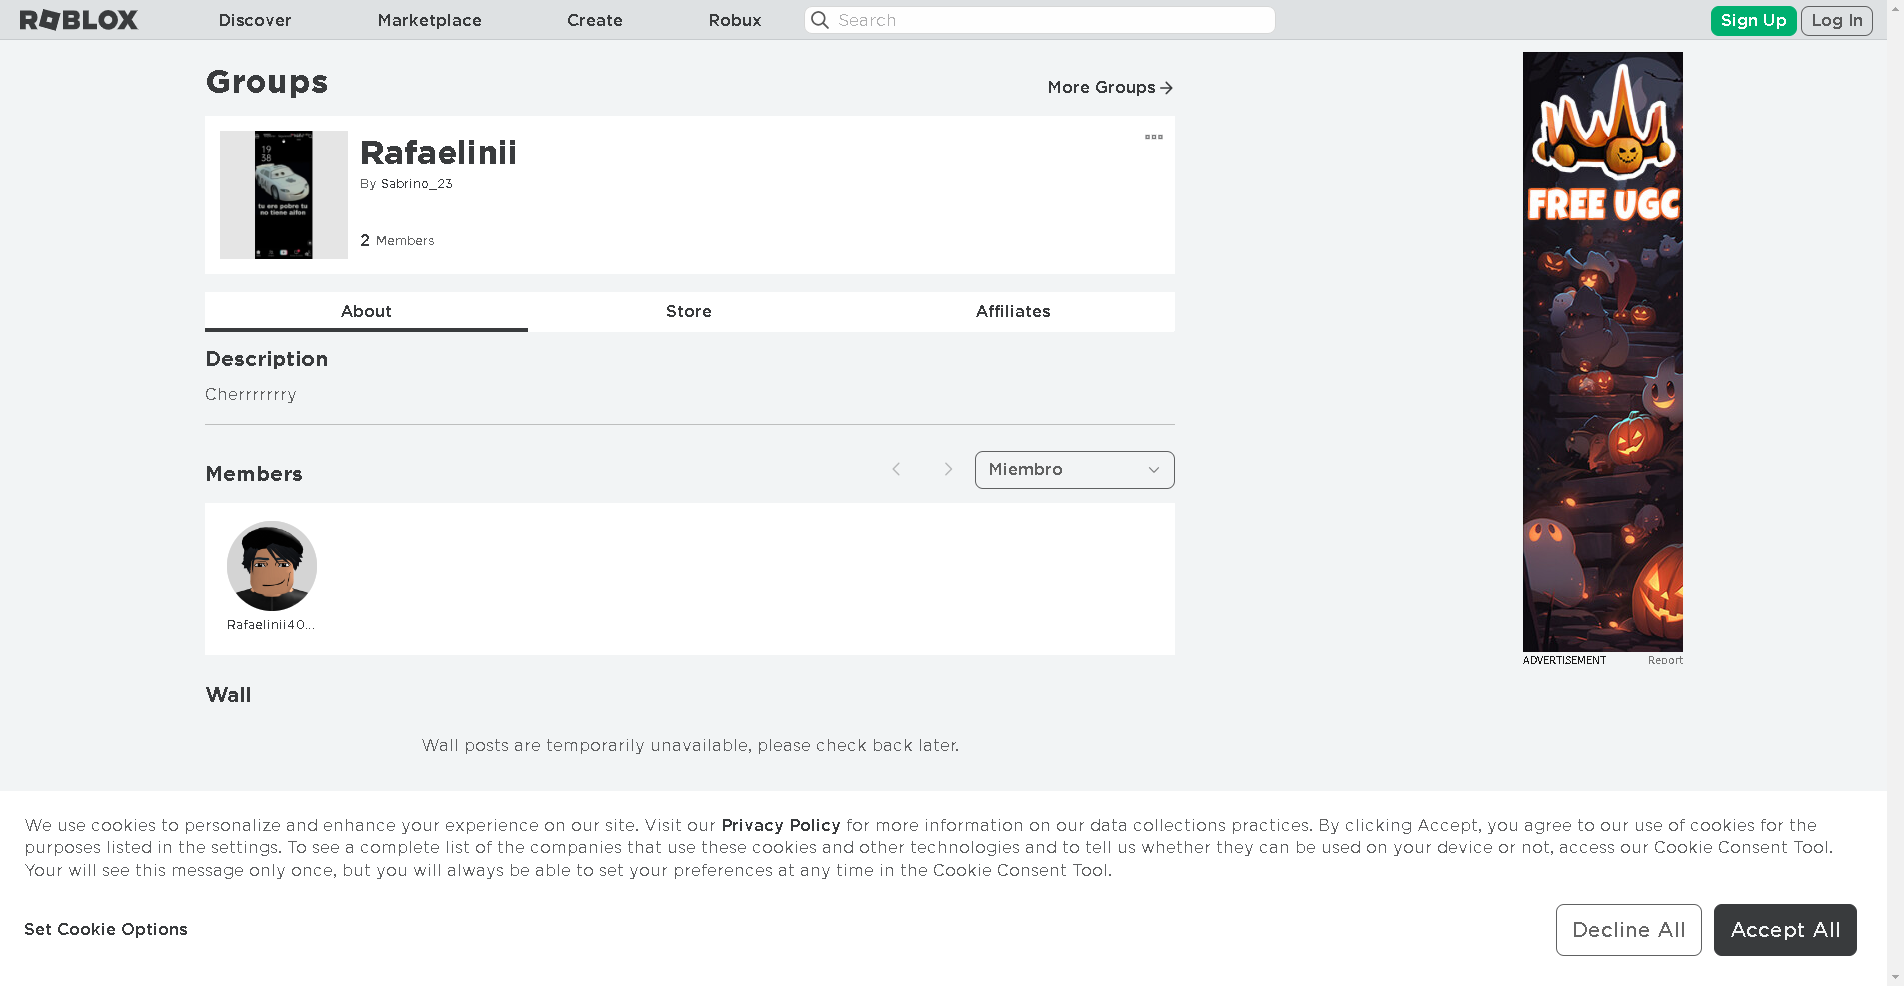 ROBLOX
Discover
Marketplace
Create
Robux
Search
Sign Up
Log In
Groups
More Groups
19
38
tu ere pobre tu
no tiene aifon
Rafaelinii
By Sabrino_23
2 Members
About
Store
Affiliates
Description
Cherrrrrrry
Members
Miembro
Rafaelinii40...
Wall
Wall posts are temporarily unavailable, please check back later.
FREE UGC
ADVERTISEMENT
Report
We use cookies to personalize and enhance your experience on our site. Visit our Privacy Policy for more information on our data collections practices. By clicking Accept, you agree to our use of cookies for the
purposes listed in the settings. To see a complete list of the companies that use these cookies and other technologies and to tell us whether they can be used on your device or not, access our Cookie Consent Tool.
Your will see this message only once, but you will always be able to set your preferences at any time in the Cookie Consent Tool.
Set Cookie Options
Decline All
Accept All